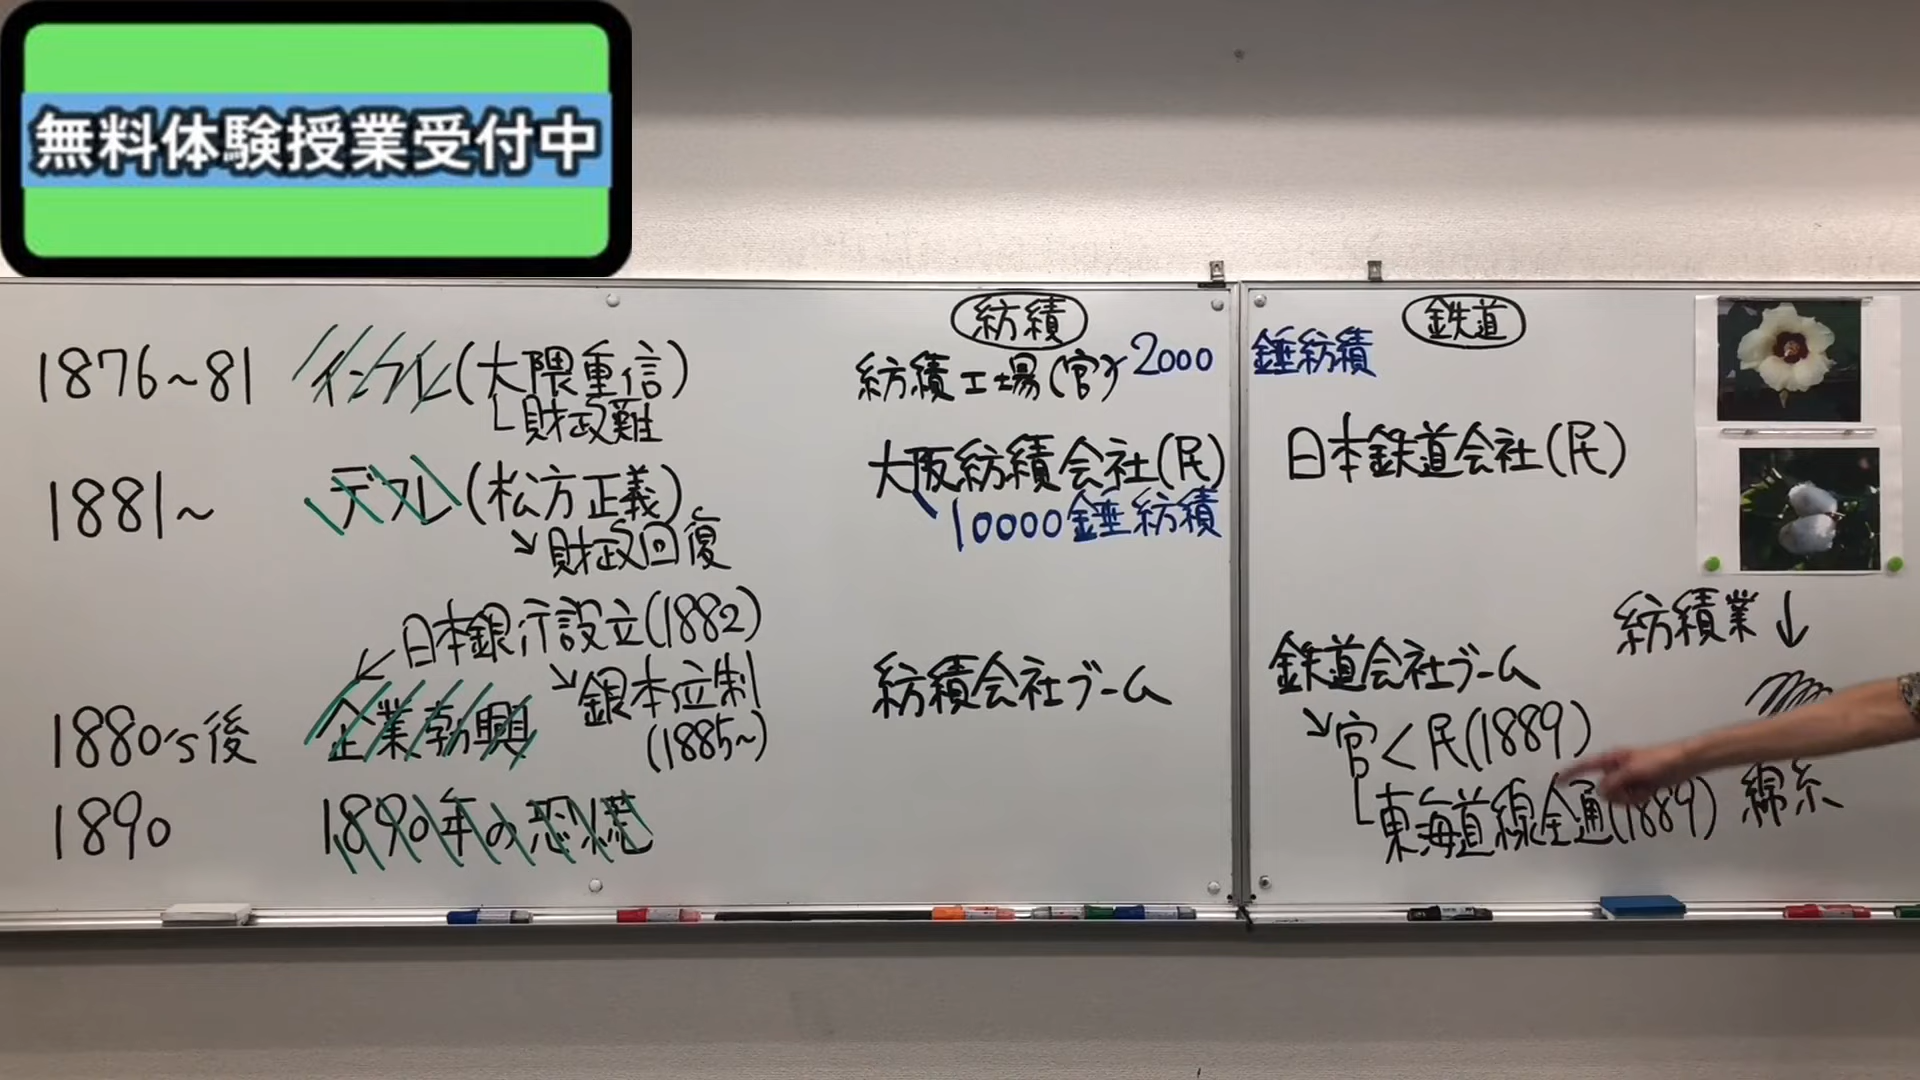 無料体験授業受付中
1876~81 インフレ(大隈重信)
財政難
1881~ デフレ(松方正義)
↘財政回復
↙日本銀行設立(1882)
↘銀本位制
(1885~)
1880's後 企業勃興
1890 1890年の恐慌
紡績
紡績工場(官) 2000錘紡績
大阪紡績会社(民)
10000錘紡績
紡績会社ブーム
鉄道
日本鉄道会社(民)
鉄道会社ブーム
↘官<民(1889)
東海道線全通(1889)
紡績業↓
綿糸